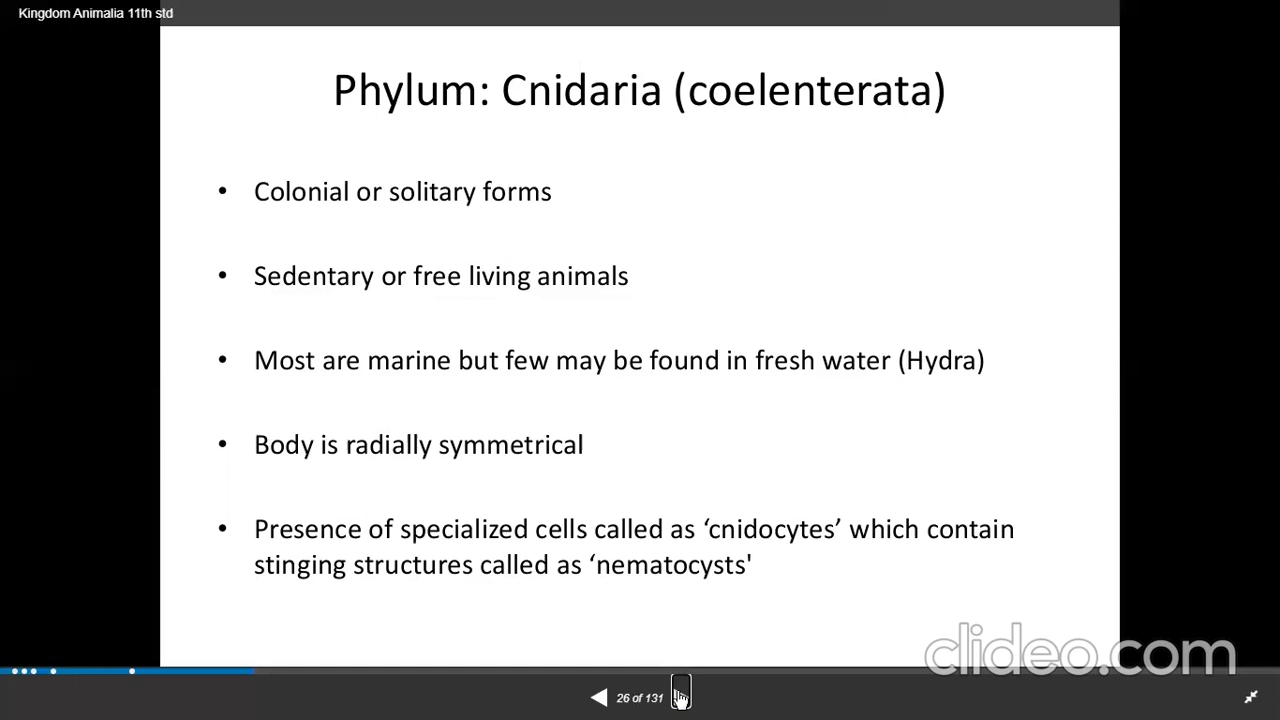 Kingdom Animalia 11th std
Phylum: Cnidaria (coelenterata)
• Colonial or solitary forms
• Sedentary or free living animals
• Most are marine but few may be found in fresh water (Hydra)
• Body is radially symmetrical
• Presence of specialized cells called as ‘cnidocytes’ which contain
stinging structures called as ‘nematocysts'
clideo.com
26 of 131